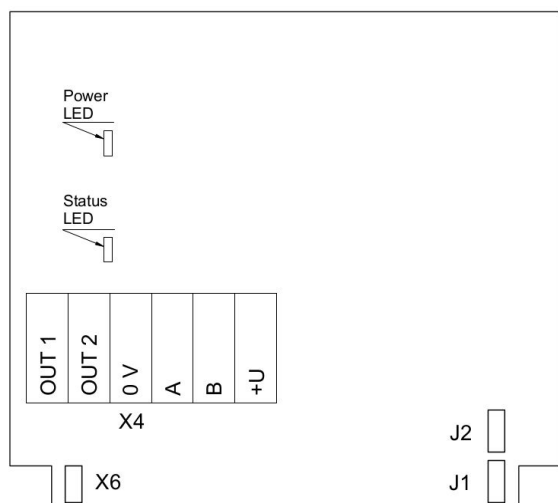 Power
LED
Status
LED
OUT 1
OUT 2
0 V
A
B
+U
X4
J2
X6
J1